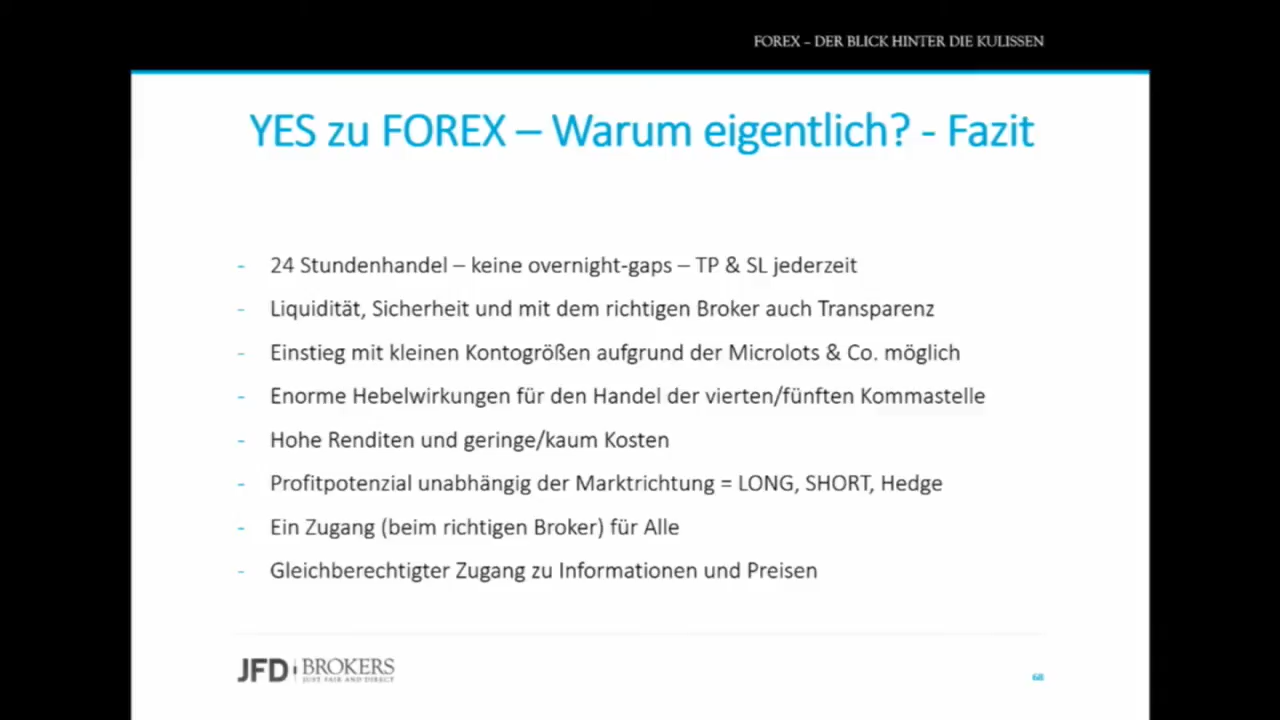 FOREX – DER BLICK HINTER DIE KULISSEN
YES zu FOREX – Warum eigentlich? - Fazit
- 24 Stundenhandel – keine overnight-gaps – TP & SL jederzeit
- Liquidität, Sicherheit und mit dem richtigen Broker auch Transparenz
- Einstieg mit kleinen Kontogrößen aufgrund der Microlots & Co. möglich
- Enorme Hebelwirkungen für den Handel der vierten/fünften Kommastelle
- Hohe Renditen und geringe/kaum Kosten
- Profitpotenzial unabhängig der Marktrichtung = LONG, SHORT, Hedge
- Ein Zugang (beim richtigen Broker) für Alle
- Gleichberechtigter Zugang zu Informationen und Preisen
JFD BROKERS
JUST FAIR AND DIRECT
68